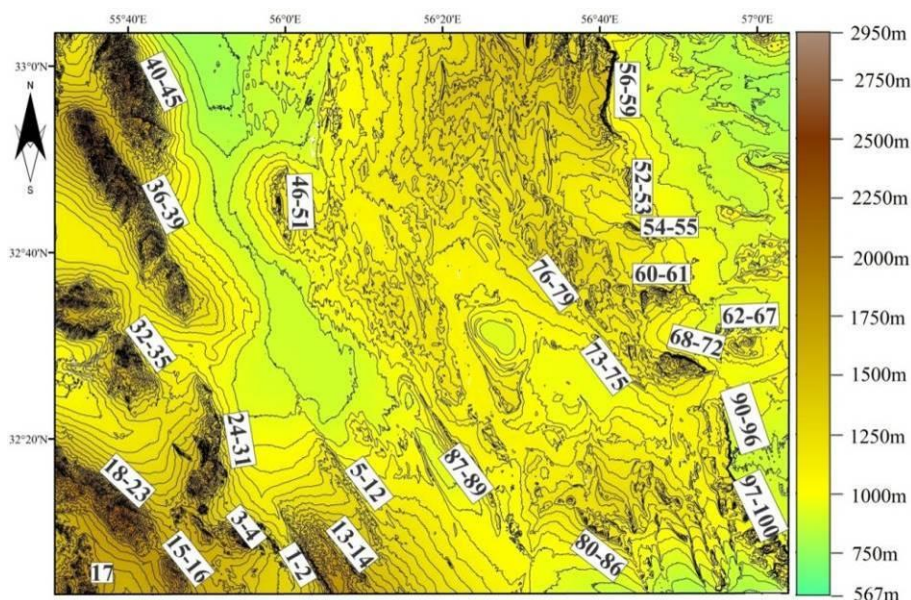 55°40'E 56°0'E 56°20'E 56°40'E 57°0'E
33°0'N
32°40'N
32°20'N
N
S
40-45
36-39
46-51
56-59
52-53
54-55
60-61
76-79
62-67
68-72
73-75
32-35
24-31
90-96
18-23
5-12
87-89
97-100
3-4
13-14
15-16
1-2
80-86
17
2950m
2750m
2500m
2250m
2000m
1750m
1500m
1250m
1000m
750m
567m